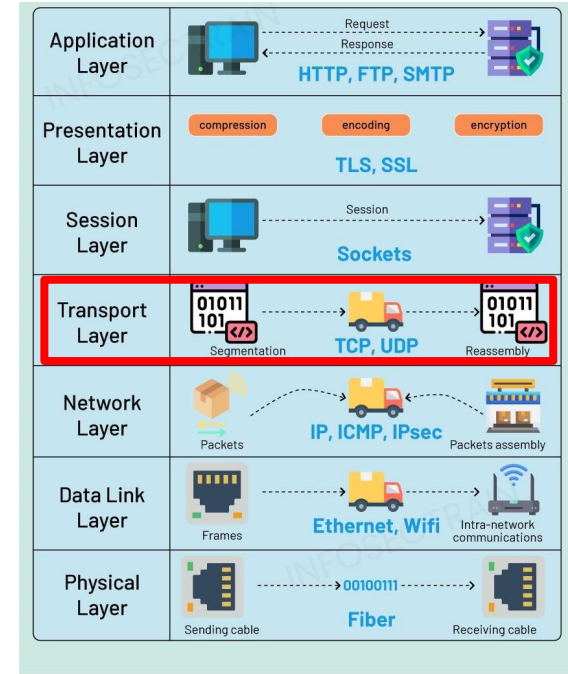 Application
Layer
Request
Response
HTTP, FTP, SMTP
Presentation
Layer
compression
encoding
encryption
TLS, SSL
Session
Layer
Session
Sockets
Transport
Layer
01011
101
</>
Segmentation
TCP, UDP
01011
101
</>
Reassembly
Network
Layer
Packets
IP, ICMP, IPsec
Packets assembly
Data Link
Layer
Frames
Ethernet, Wifi
Intra-network
communications
Physical
Layer
Sending cable
00100111
Fiber
Receiving cable
INFOSECTRAIN
INFOSECTRAIN